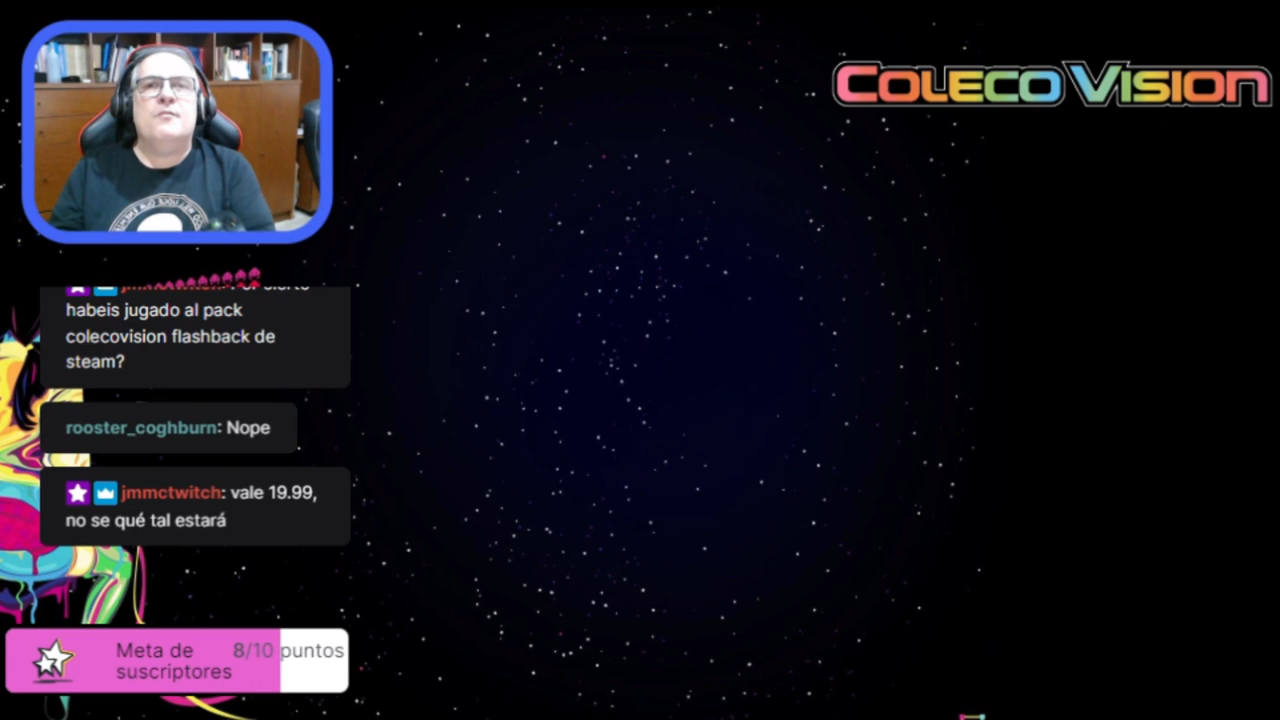 COLECOVISION
habeis jugado al pack
colecovision flashback de
steam?
rooster_coghburn: Nope
jmmctwitch: vale 19.99,
no se qué tal estará
Meta de
suscriptores
8/10 puntos